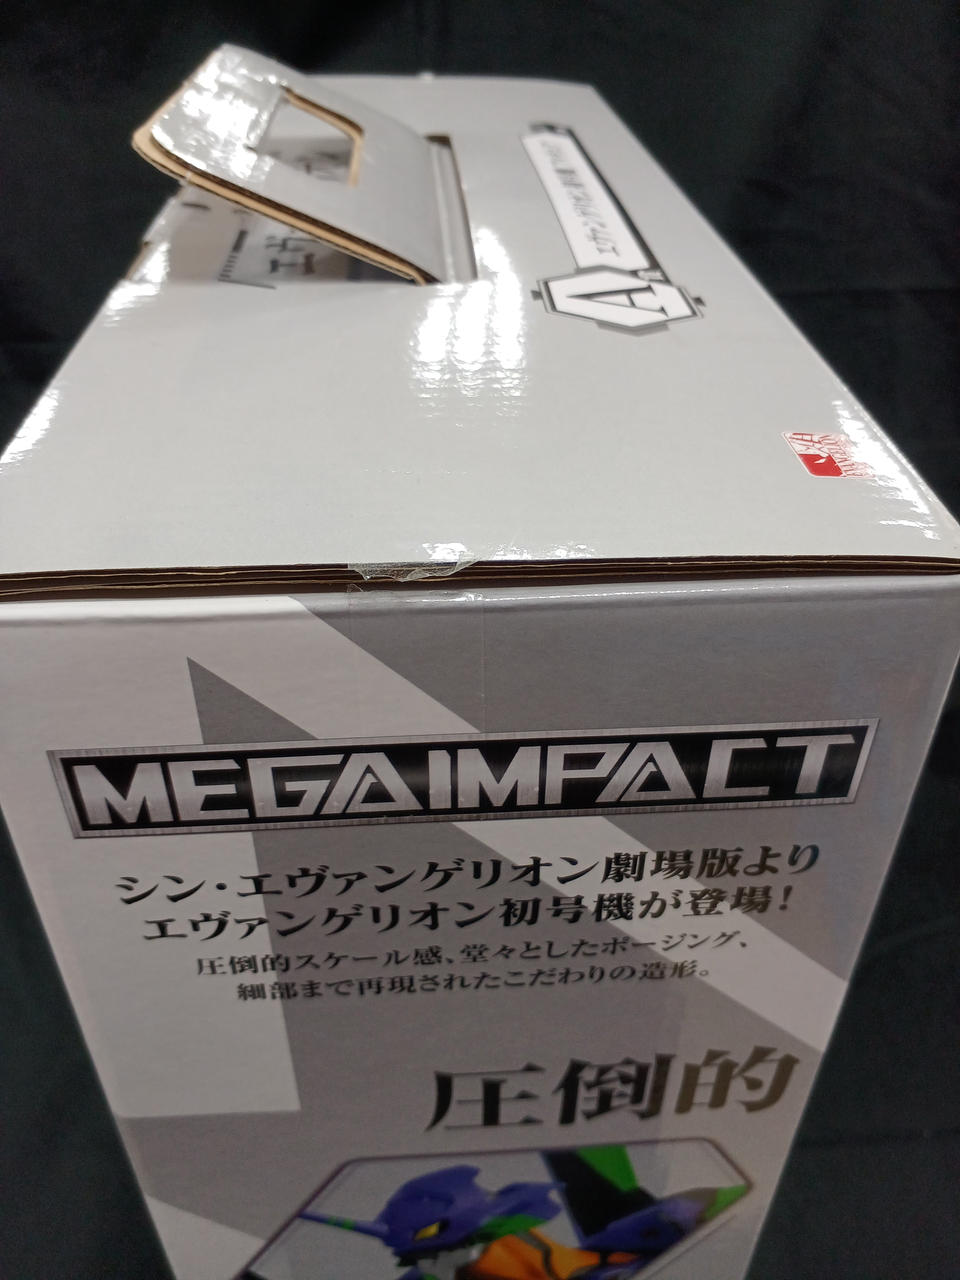 A
MEGAIMPACT
シン・エヴァンゲリオン劇場版より
エヴァンゲリオン初号機が登場!
圧倒的スケール感、堂々としたポージング、
細部まで再現されたこだわりの造形。
圧倒的